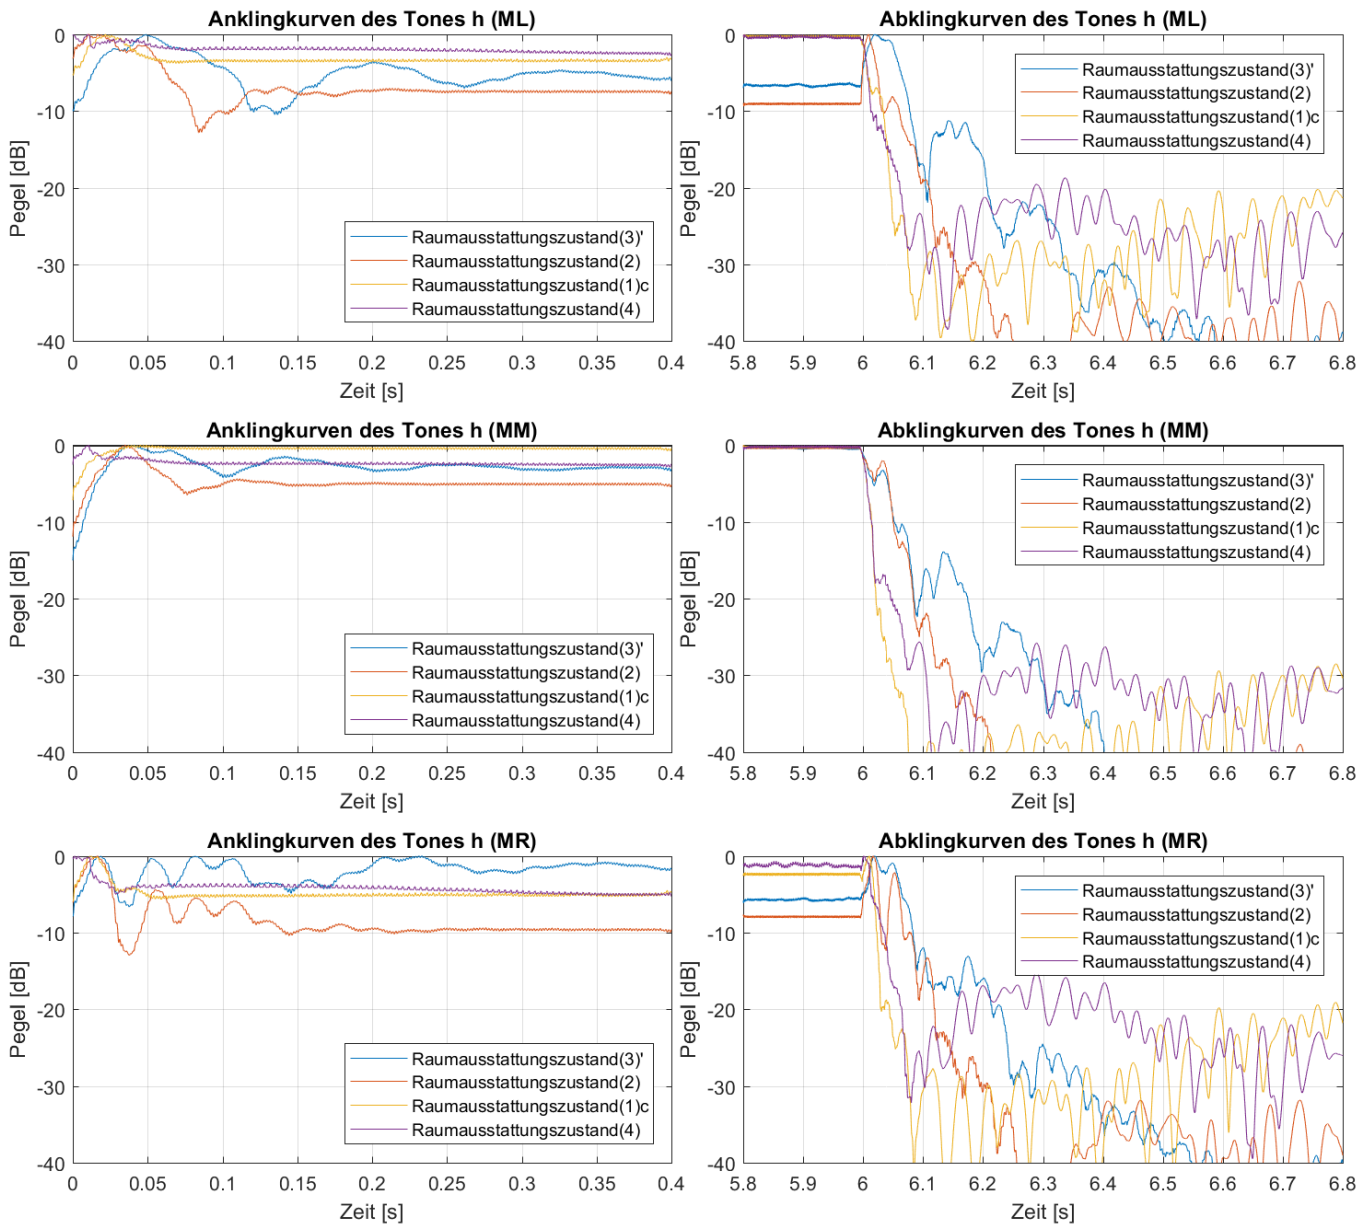 Anklingkurven des Tones h (ML)
0
-10
-20
-30
-40
Pegel [dB]
Raumausstattungszustand(3)'
Raumausstattungszustand(2)
Raumausstattungszustand(1)c
Raumausstattungszustand(4)
0 0.05 0.1 0.15 0.2 0.25 0.3 0.35 0.4
Zeit [s]
Abklingkurven des Tones h (ML)
0
-10
-20
-30
-40
Pegel [dB]
Raumausstattungszustand(3)'
Raumausstattungszustand(2)
Raumausstattungszustand(1)c
Raumausstattungszustand(4)
5.8 5.9 6 6.1 6.2 6.3 6.4 6.5 6.6 6.7 6.8
Zeit [s]
Anklingkurven des Tones h (MM)
0
-10
-20
-30
-40
Pegel [dB]
Raumausstattungszustand(3)'
Raumausstattungszustand(2)
Raumausstattungszustand(1)c
Raumausstattungszustand(4)
0 0.05 0.1 0.15 0.2 0.25 0.3 0.35 0.4
Zeit [s]
Abklingkurven des Tones h (MM)
0
-10
-20
-30
-40
Pegel [dB]
Raumausstattungszustand(3)'
Raumausstattungszustand(2)
Raumausstattungszustand(1)c
Raumausstattungszustand(4)
5.8 5.9 6 6.1 6.2 6.3 6.4 6.5 6.6 6.7 6.8
Zeit [s]
Anklingkurven des Tones h (MR)
0
-10
-20
-30
-40
Pegel [dB]
Raumausstattungszustand(3)'
Raumausstattungszustand(2)
Raumausstattungszustand(1)c
Raumausstattungszustand(4)
0 0.05 0.1 0.15 0.2 0.25 0.3 0.35 0.4
Zeit [s]
Abklingkurven des Tones h (MR)
0
-10
-20
-30
-40
Pegel [dB]
Raumausstattungszustand(3)'
Raumausstattungszustand(2)
Raumausstattungszustand(1)c
Raumausstattungszustand(4)
5.8 5.9 6 6.1 6.2 6.3 6.4 6.5 6.6 6.7 6.8
Zeit [s]